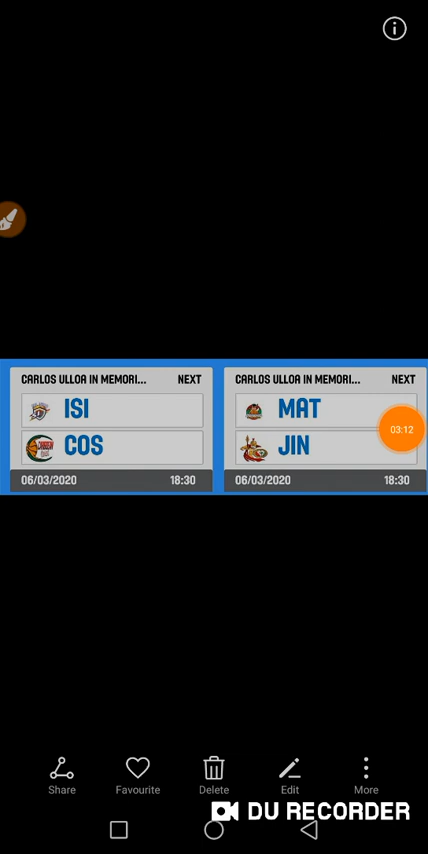 CARLOS ULLOA IN MEMORI... NEXT
ISI
COS
06/03/2020 18:30
CARLOS ULLOA IN MEMORI... NEXT
MAT
JIN
06/03/2020 18:30
03:12
Share Favourite Delete Edit More
DU RECORDER